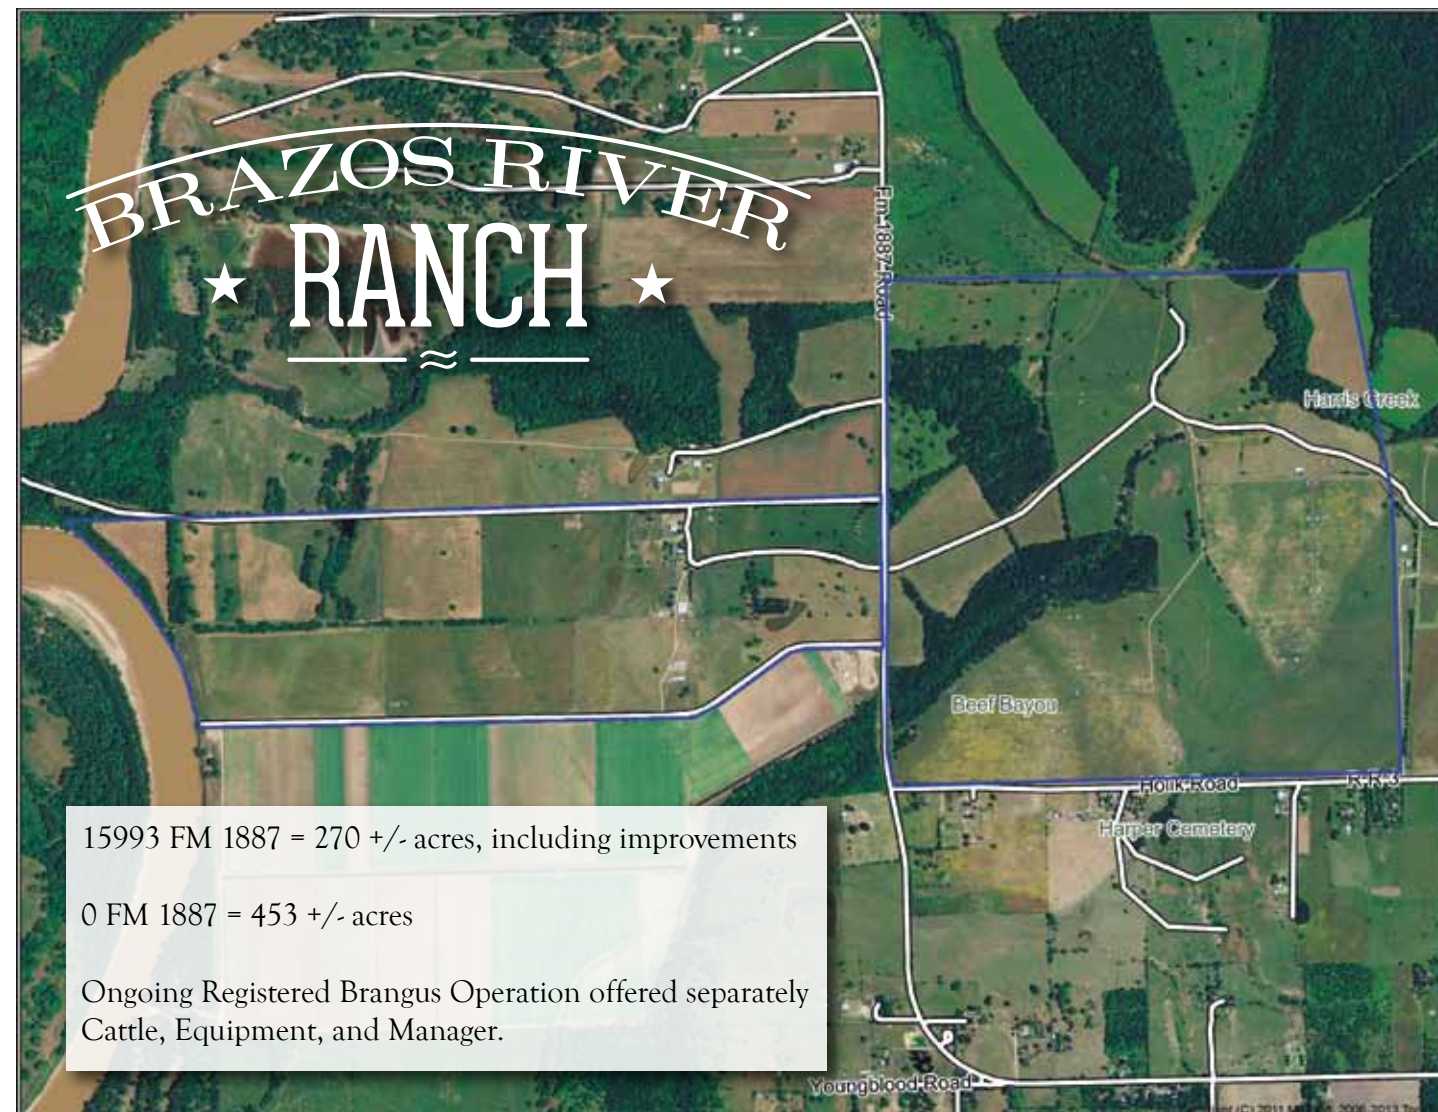 BRAZOS RIVER
RANCH
Fm-1887-Road
Harris Creek
Beef Bayou
Holik-Road
R-R-3
Harper Cemetery
15993 FM 1887 = 270 +/- acres, including improvements
0 FM 1887 = 453 +/- acres
Ongoing Registered Brangus Operation offered separately
Cattle, Equipment, and Manager.
Youngblood-Road